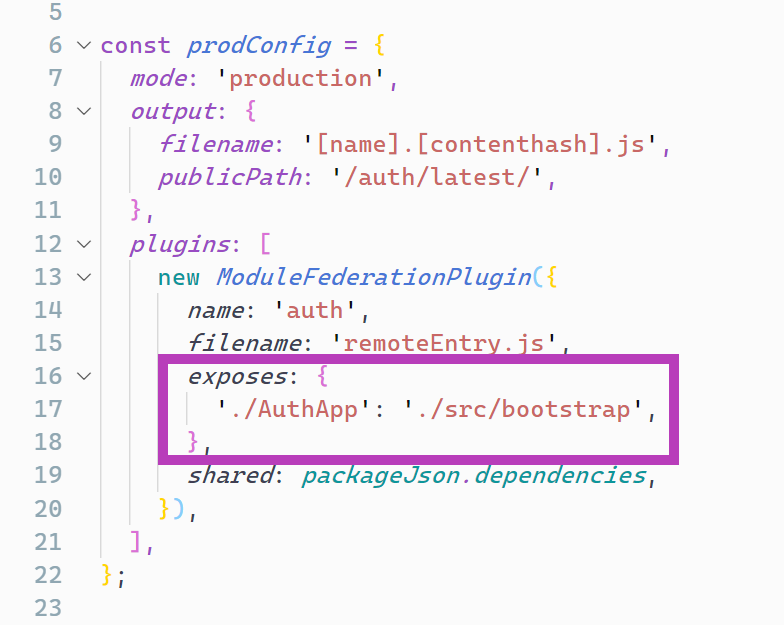 5
6 const prodConfig = {
7 mode: 'production',
8 output: {
9 filename: '[name].[contenthash].js',
10 publicPath: '/auth/latest/',
11 },
12 plugins: [
13 new ModuleFederationPlugin({
14 name: 'auth',
15 filename: 'remoteEntry.js',
16 exposes: {
17 './AuthApp': './src/bootstrap',
18 },
19 shared: packageJson.dependencies,
20 }),
21 ],
22 };
23